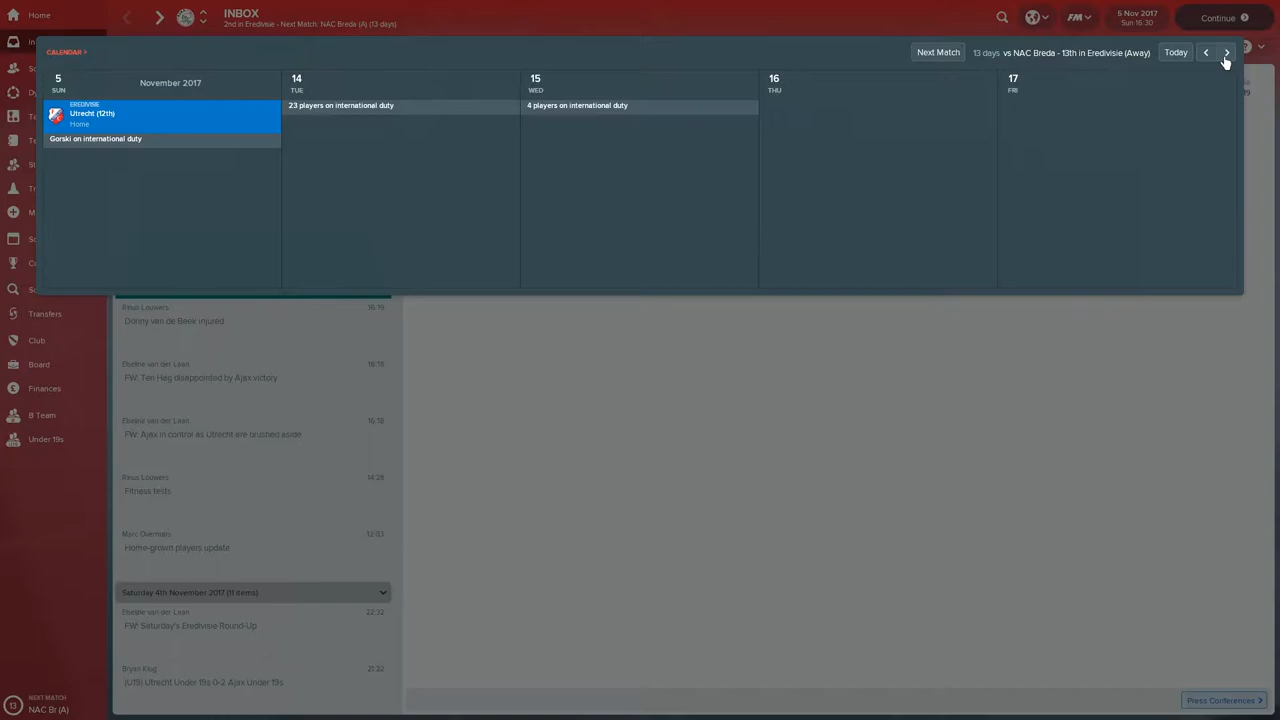 Home
INBOX
2nd in Eredivisie - Next Match: NAC Breda (A) (13 days)
FM
5 Nov 2017
Sun 16:30
Continue
CALENDAR >
Next Match
13 days vs NAC Breda - 13th in Eredivisie (Away)
Today
5
SUN
November 2017
14
TUE
15
WED
16
THU
17
FRI
EREDIVISIE
Utrecht (12th)
Home
Gorski on international duty
23 players on international duty
4 players on international duty
Transfers
Club
Board
Finances
B Team
Under 19s
Rinus Louwers
16:19
Donny van de Beek injured
Elseline van der Laan
16:18
FW: Ten Hag disappointed by Ajax victory
Elseline van der Laan
16:18
FW: Ajax in control as Utrecht are brushed aside
Rinus Louwers
14:28
Fitness tests
Marc Overmars
12:03
Home-grown players update
Saturday 4th November 2017 (11 items)
Elseline van der Laan
22:32
FW: Saturday's Eredivisie Round-Up
Bryan Klug
21:22
(U19) Utrecht Under 19s 0-2 Ajax Under 19s
Press Conferences >
13
NEXT MATCH
NAC Br (A)